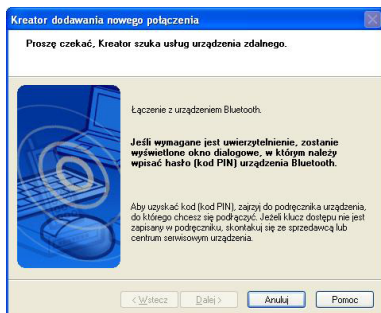 Kreator dodawania nowego połączenia
Proszę czekać, Kreator szuka usług urządzenia zdalnego.
Łączenie z urządzeniem Bluetooth.
Jeśli wymagane jest uwierzytelnienie, zostanie
wyświetlone okno dialogowe, w którym należy
wpisać hasło (kod PIN) urządzenia Bluetooth.
Aby uzyskać kod (kod PIN), zajrzyj do podręcznika urządzenia,
do którego chcesz się podłączyć. Jeżeli klucz dostępu nie jest
zapisany w podręczniku, skontaktuj się ze sprzedawcą lub
centrum serwisowym urządzenia.
< Wstecz Dalej > Anuluj Pomoc